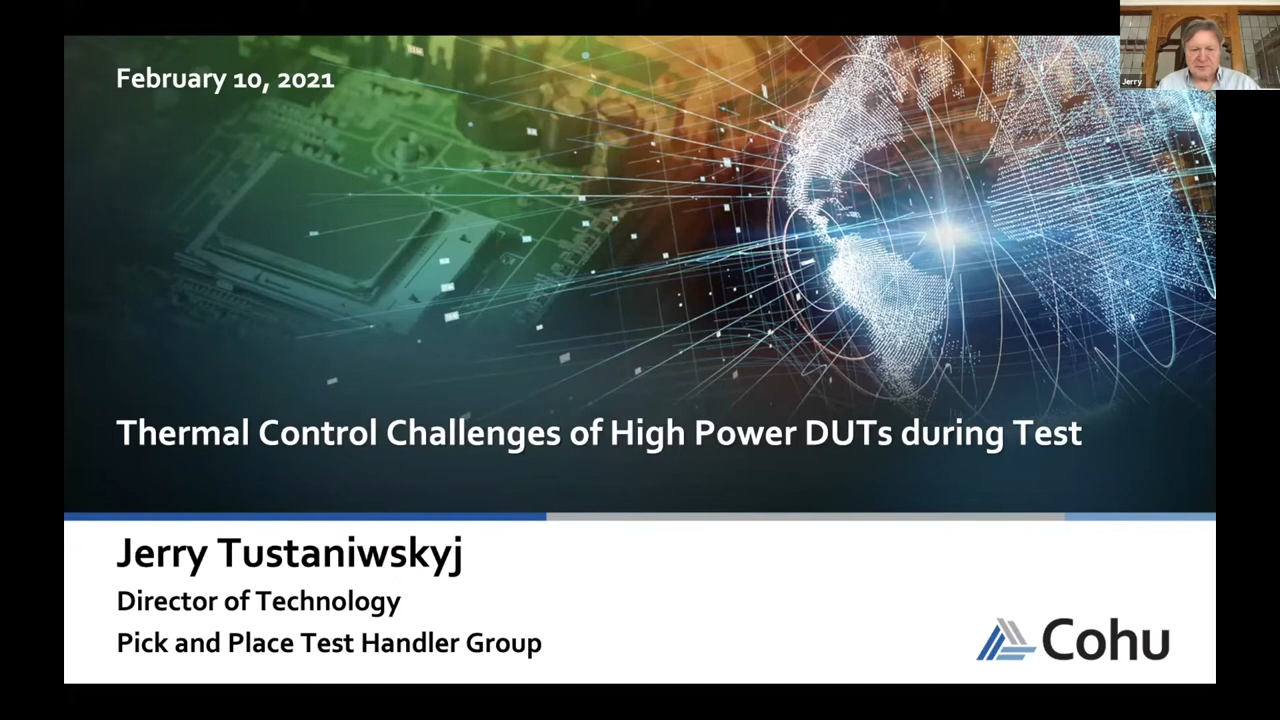 February 10, 2021
Jerry
Thermal Control Challenges of High Power DUTs during Test
Jerry Tustaniwskyj
Director of Technology
Pick and Place Test Handler Group
Cohu